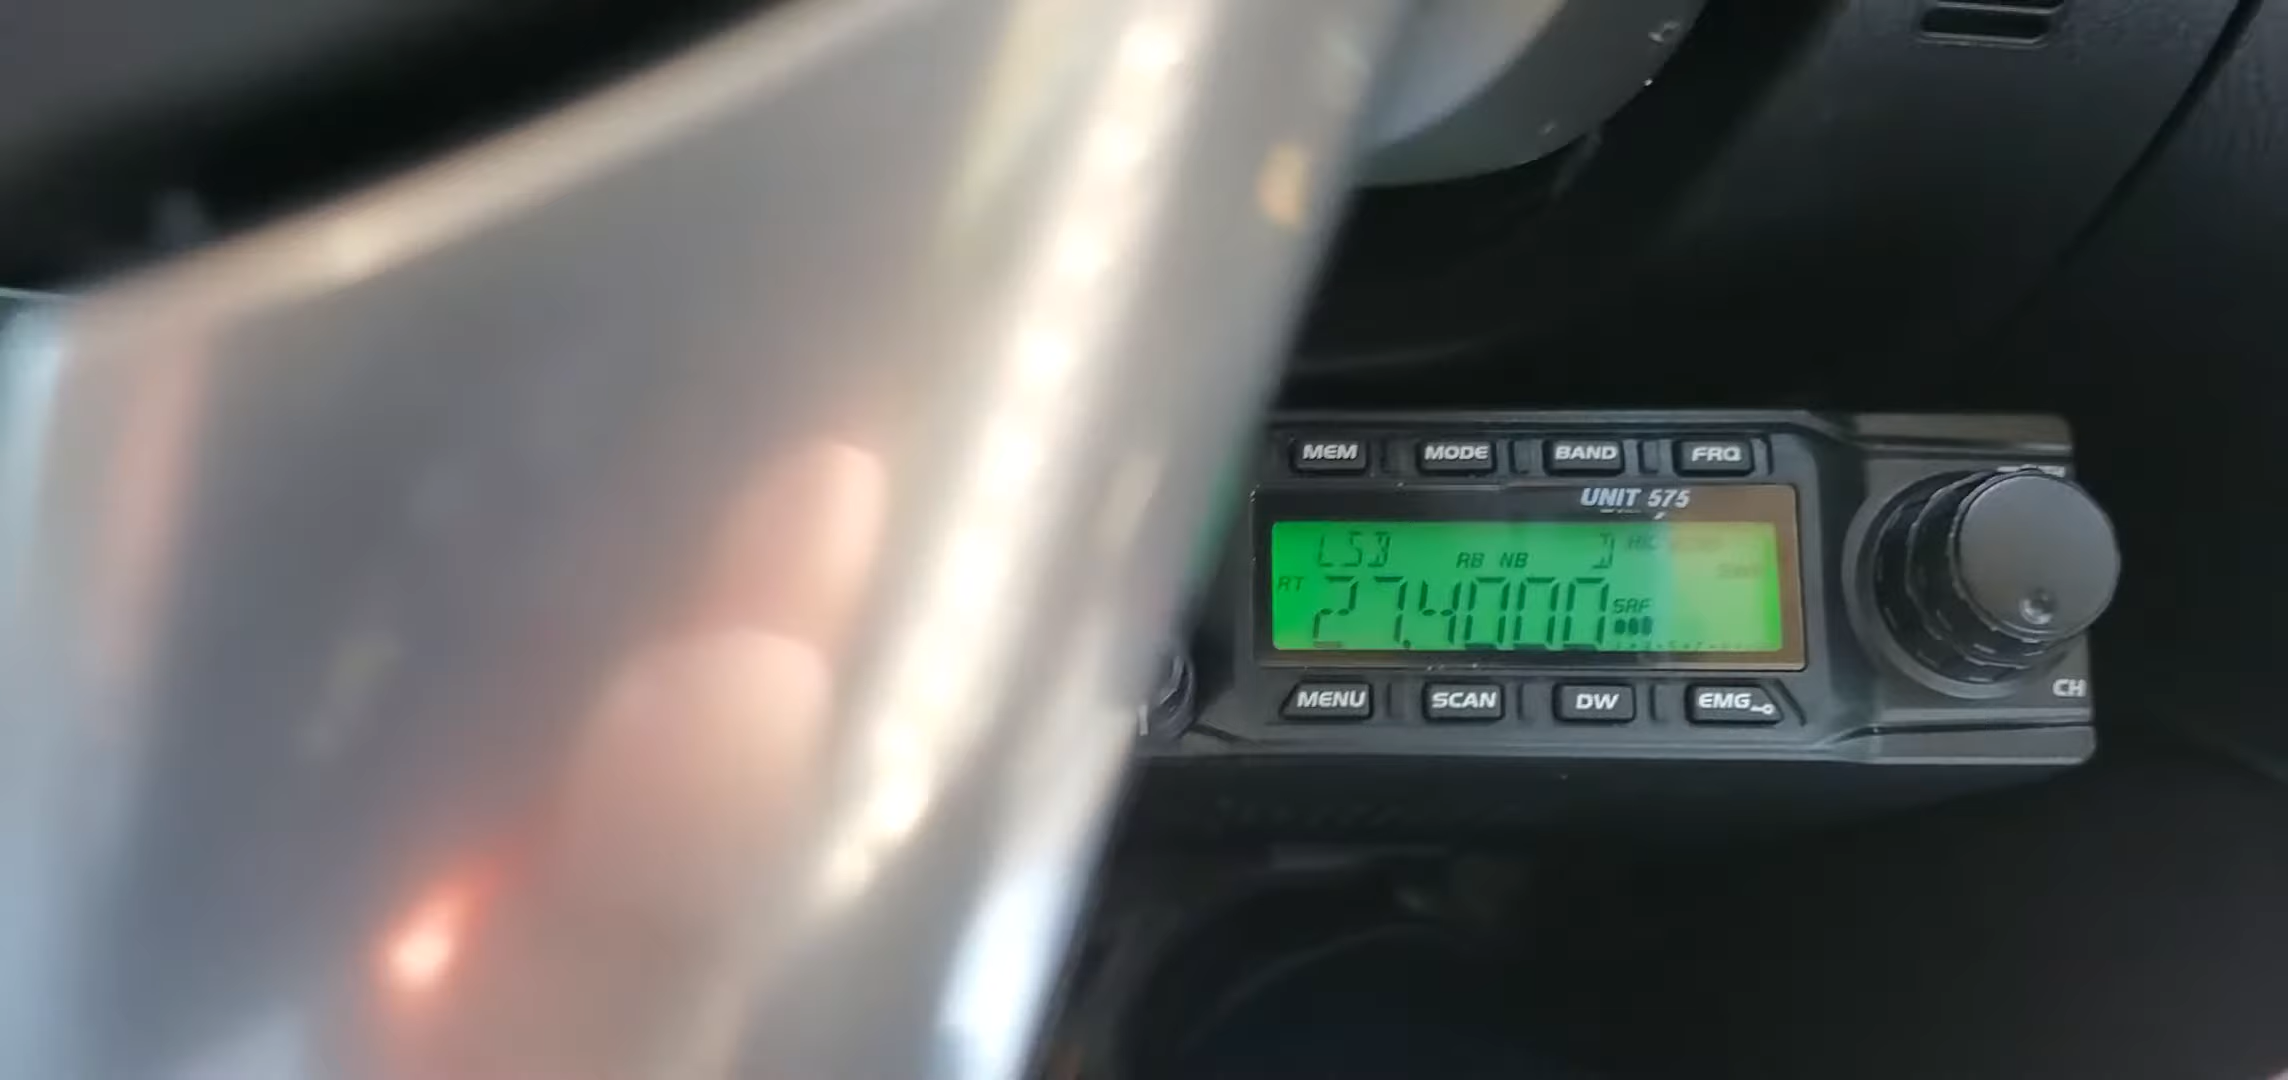 MEM MODE BAND FRQ
UNIT 575
LSB RB NB D
RT 27.4000 SRF
MENU SCAN DW EMG
CH